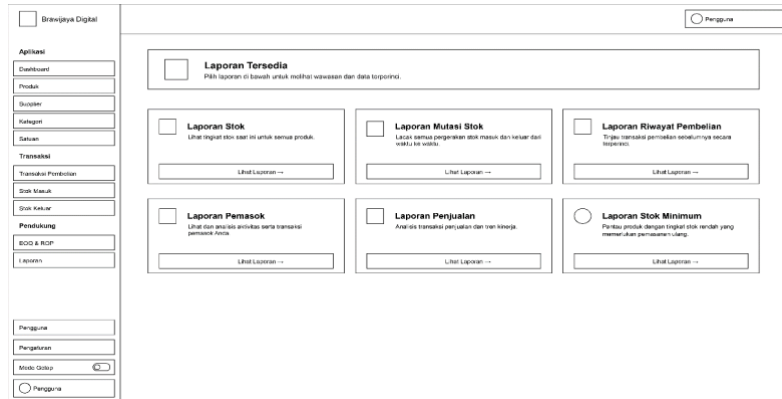 Brawijaya Digital
Pengguna
Aplikasi
Dashboard
Produk
Supplier
Kategori
Satuan
Transaksi
Transaksi Pembelian
Stok Masuk
Stok Keluar
Pendukung
EOQ & ROP
Laporan
Pengguna
Pengaturan
Mode Gelap
Pengguna
Laporan Tersedia
Pilih laporan di bawah untuk melihat wawasan dan data terperinci.
Laporan Stok
Lihat tingkat stok saat ini untuk semua produk.
Lihat Laporan →
Laporan Mutasi Stok
Lacak semua pergerakan stok masuk dan keluar dari
waktu ke waktu.
Lihat Laporan →
Laporan Riwayat Pembelian
Tinjau transaksi pembelian sebelumnya secara
terperinci.
Lihat Laporan →
Laporan Pemasok
Lihat dan analisis aktivitas serta transaksi
pemasok Anda.
Lihat Laporan →
Laporan Penjualan
Analisis transaksi penjualan dan tren kinerja.
Lihat Laporan →
Laporan Stok Minimum
Pantau produk dengan tingkat stok rendah yang
memerlukan pemesanan ulang.
Lihat Laporan →